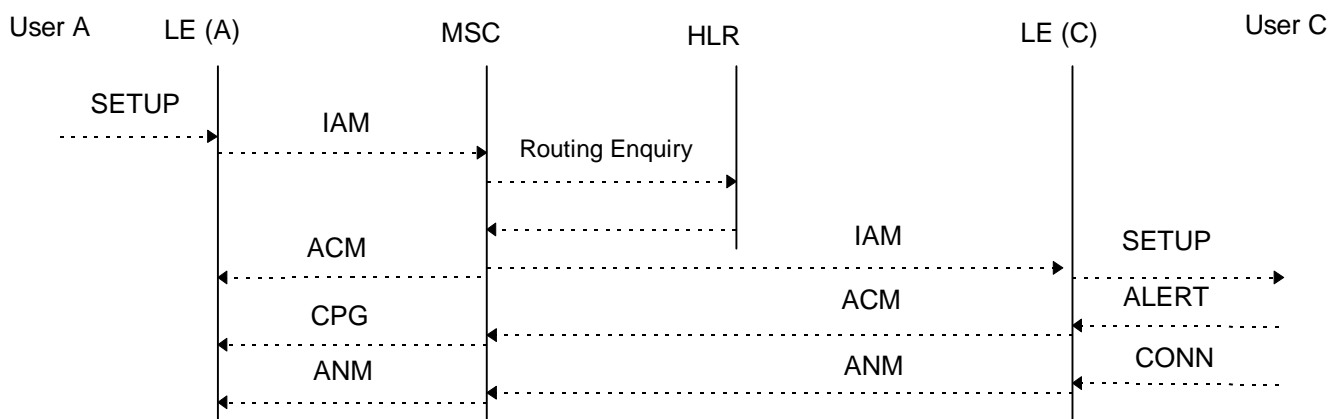 User A LE (A) MSC HLR LE (C) User C
SETUP
IAM
Routing Enquiry
ACM IAM SETUP
CPG ACM ALERT
ANM ANM CONN